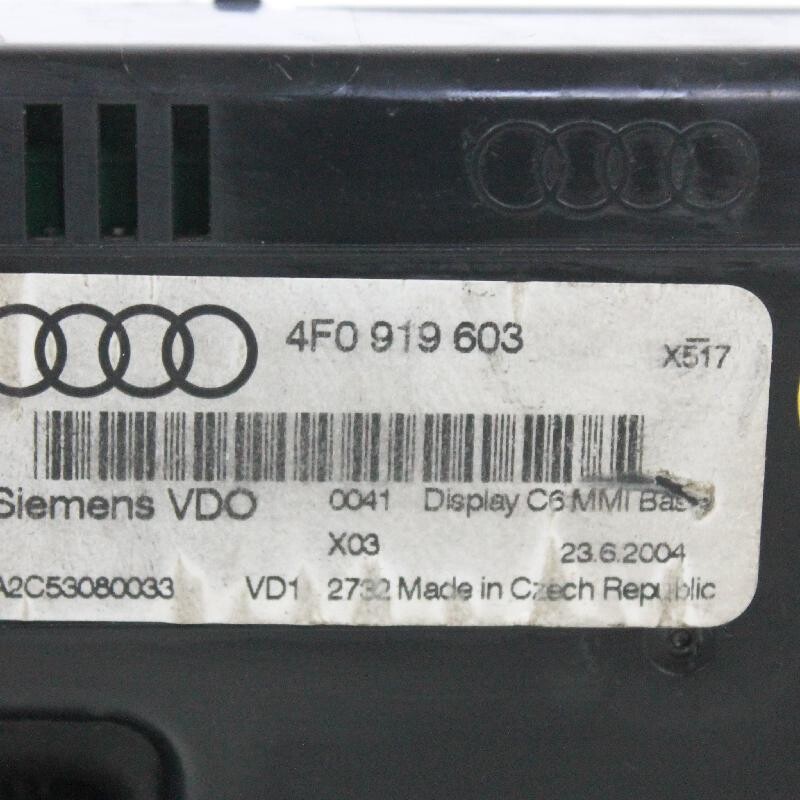 4F0 919 603
X517
Siemens VDO 0041 Display C6 MMI Basic
X03 23.6.2004
A2C53080033 VD1 2732 Made in Czech Republic